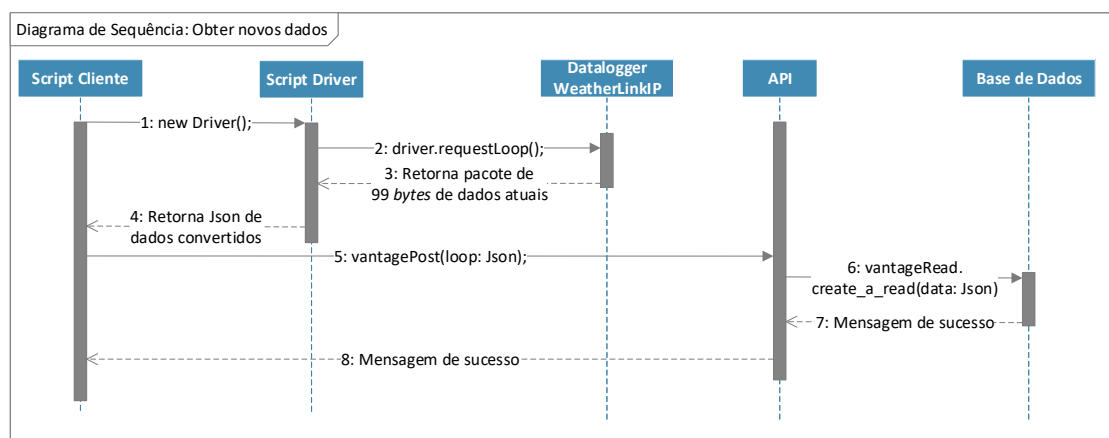 Diagrama de Sequência: Obter novos dados
Script Cliente
Script Driver
Datalogger
WeatherLinkIP
API
Base de Dados
1: new Driver();
2: driver.requestLoop();
3: Retorna pacote de
99 bytes de dados atuais
4: Retorna Json de
dados convertidos
5: vantagePost(loop: Json);
6: vantageRead.
create_a_read(data: Json)
7: Mensagem de sucesso
8: Mensagem de sucesso